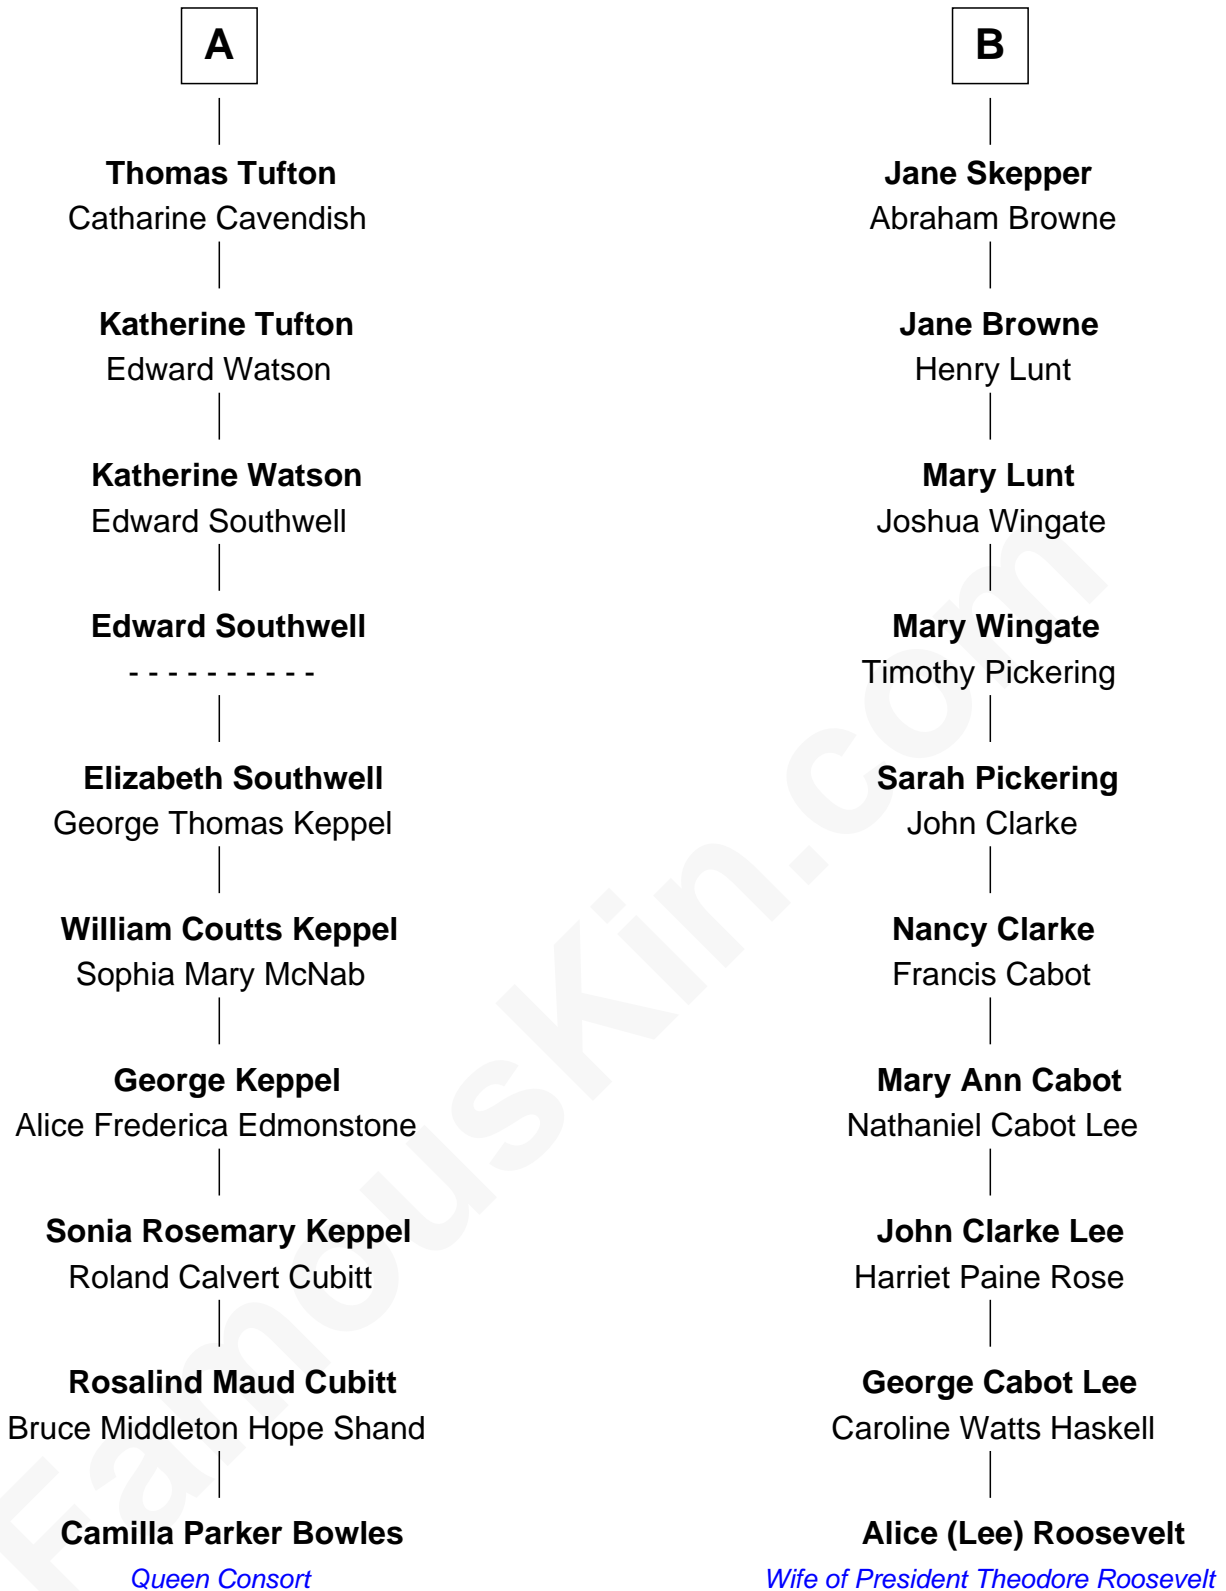 A
Thomas Tufton
Catharine Cavendish
Katherine Tufton
Edward Watson
Katherine Watson
Edward Southwell
Edward Southwell
- - - - - - - - - -
Elizabeth Southwell
George Thomas Keppel
William Coutts Keppel
Sophia Mary McNab
George Keppel
Alice Frederica Edmonstone
Sonia Rosemary Keppel
Roland Calvert Cubitt
Rosalind Maud Cubitt
Bruce Middleton Hope Shand
Camilla Parker Bowles
Queen Consort
B
Jane Skepper
Abraham Browne
Jane Browne
Henry Lunt
Mary Lunt
Joshua Wingate
Mary Wingate
Timothy Pickering
Sarah Pickering
John Clarke
Nancy Clarke
Francis Cabot
Mary Ann Cabot
Nathaniel Cabot Lee
John Clarke Lee
Harriet Paine Rose
George Cabot Lee
Caroline Watts Haskell
Alice (Lee) Roosevelt
Wife of President Theodore Roosevelt
FamousKin.com